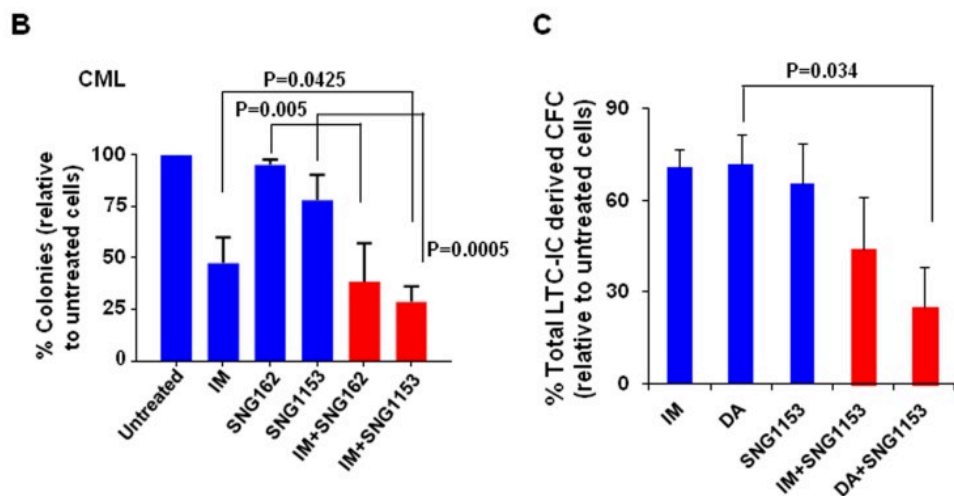 B
CML
P=0.0425
P=0.005
P=0.0005
% Colonies (relative
to untreated cells)
100
75
50
25
0
Untreated
IM
SNG162
SNG1153
IM+SNG162
IM+SNG1153
C
P=0.034
% Total LTC-IC derived CFC
(relative to untreated cells)
90
60
30
0
IM
DA
SNG1153
IM+SNG1153
DA+SNG1153